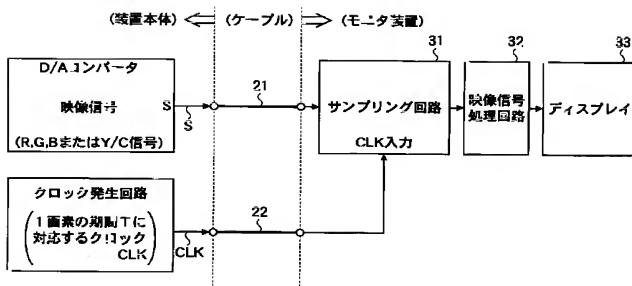 (装置本体)
(ケーブル)
(モニタ装置)
D/Aコンバータ
映像信号
S
(R,G,BまたはY/C信号)
S
21
31
サンプリング回路
CLK入力
32
映像信号
処理回路
33
ディスプレイ
クロック発生回路
1画素の期間Tに
対応するクロック
CLK
CLK
22